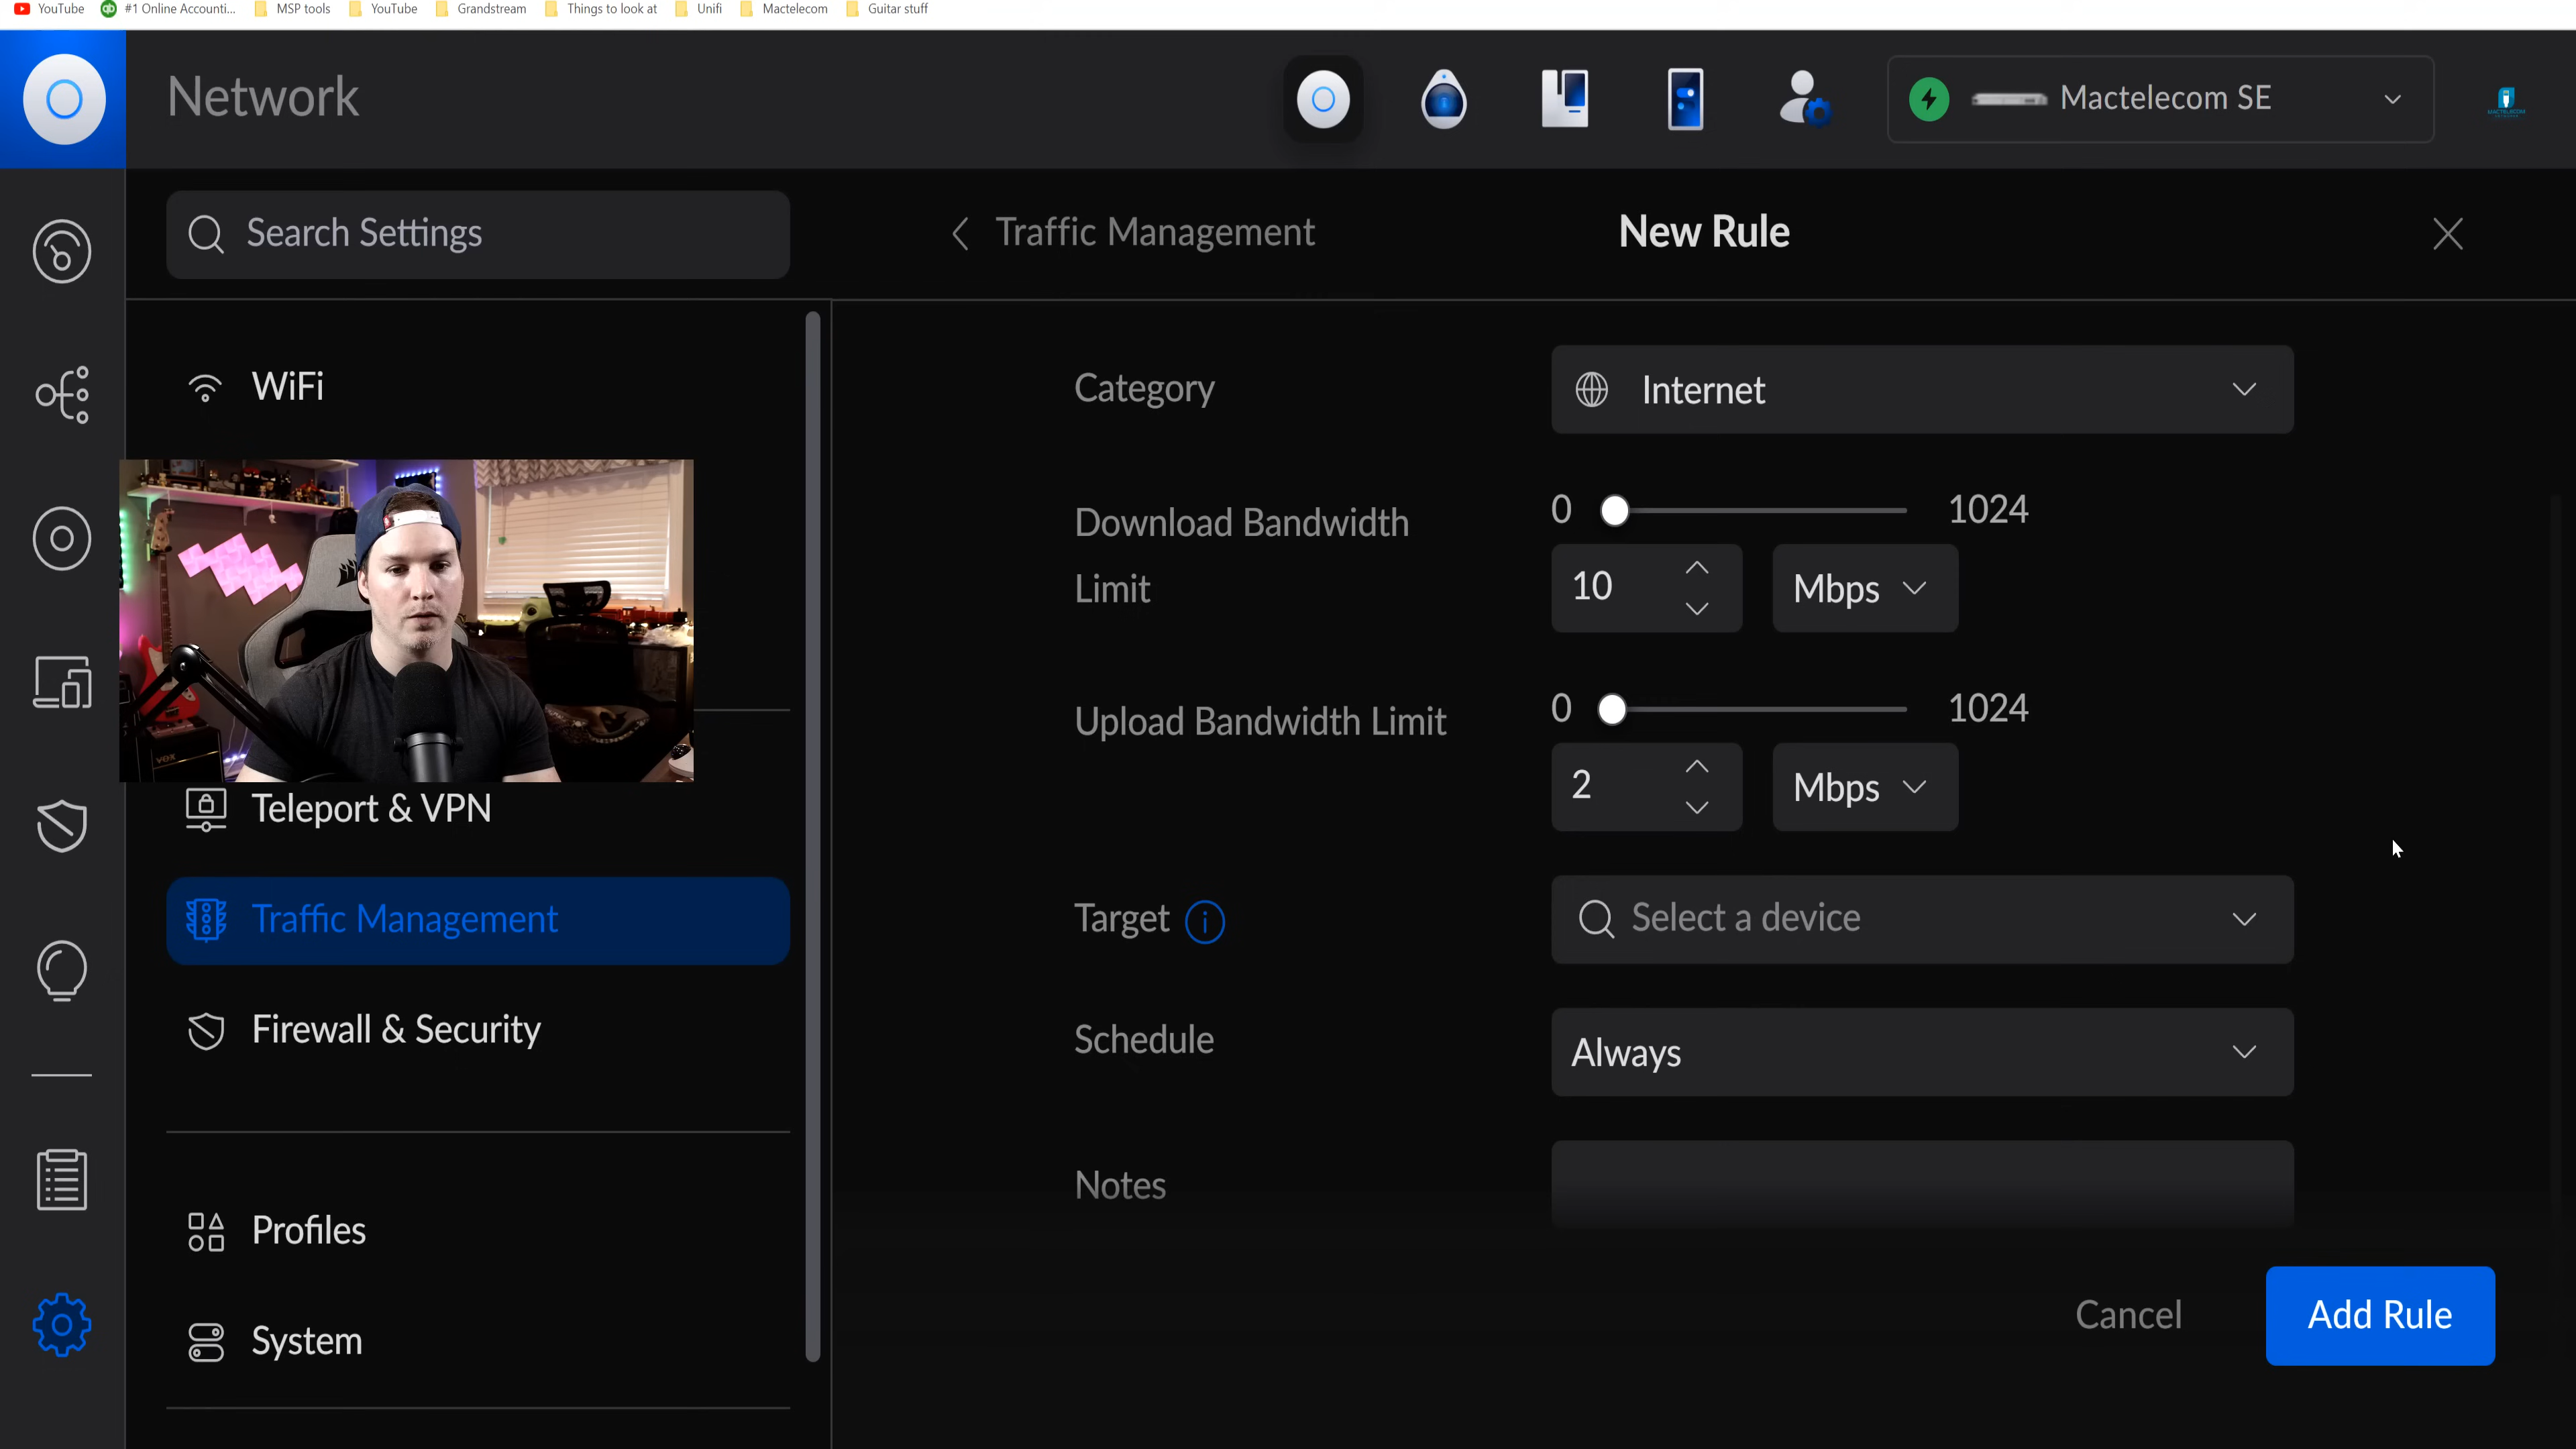 YouTube #1 Online Accounti... MSP tools YouTube Grandstream Things to look at Unifi Mactelecom Guitar stuff
Network
Mactelecom SE
Search Settings
Traffic Management
New Rule
WiFi
Teleport & VPN
Traffic Management
Firewall & Security
Profiles
System
Category
Internet
Download Bandwidth
Limit
0 1024
10 Mbps
Upload Bandwidth Limit
0 1024
2 Mbps
Target
Select a device
Schedule
Always
Notes
Cancel
Add Rule